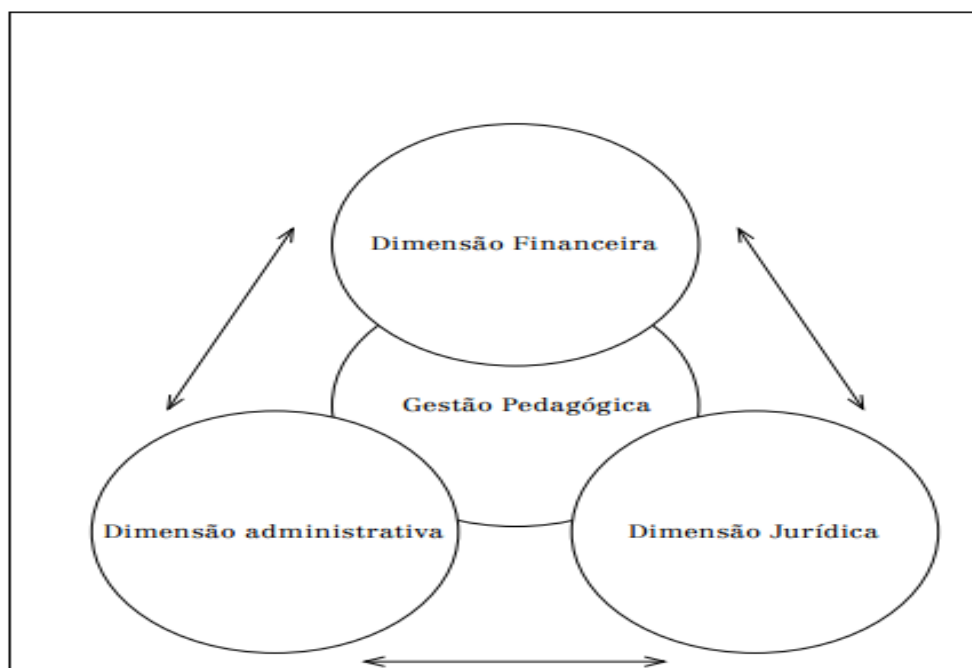 Dimensão Financeira
Gestão Pedagógica
Dimensão administrativa
Dimensão Jurídica